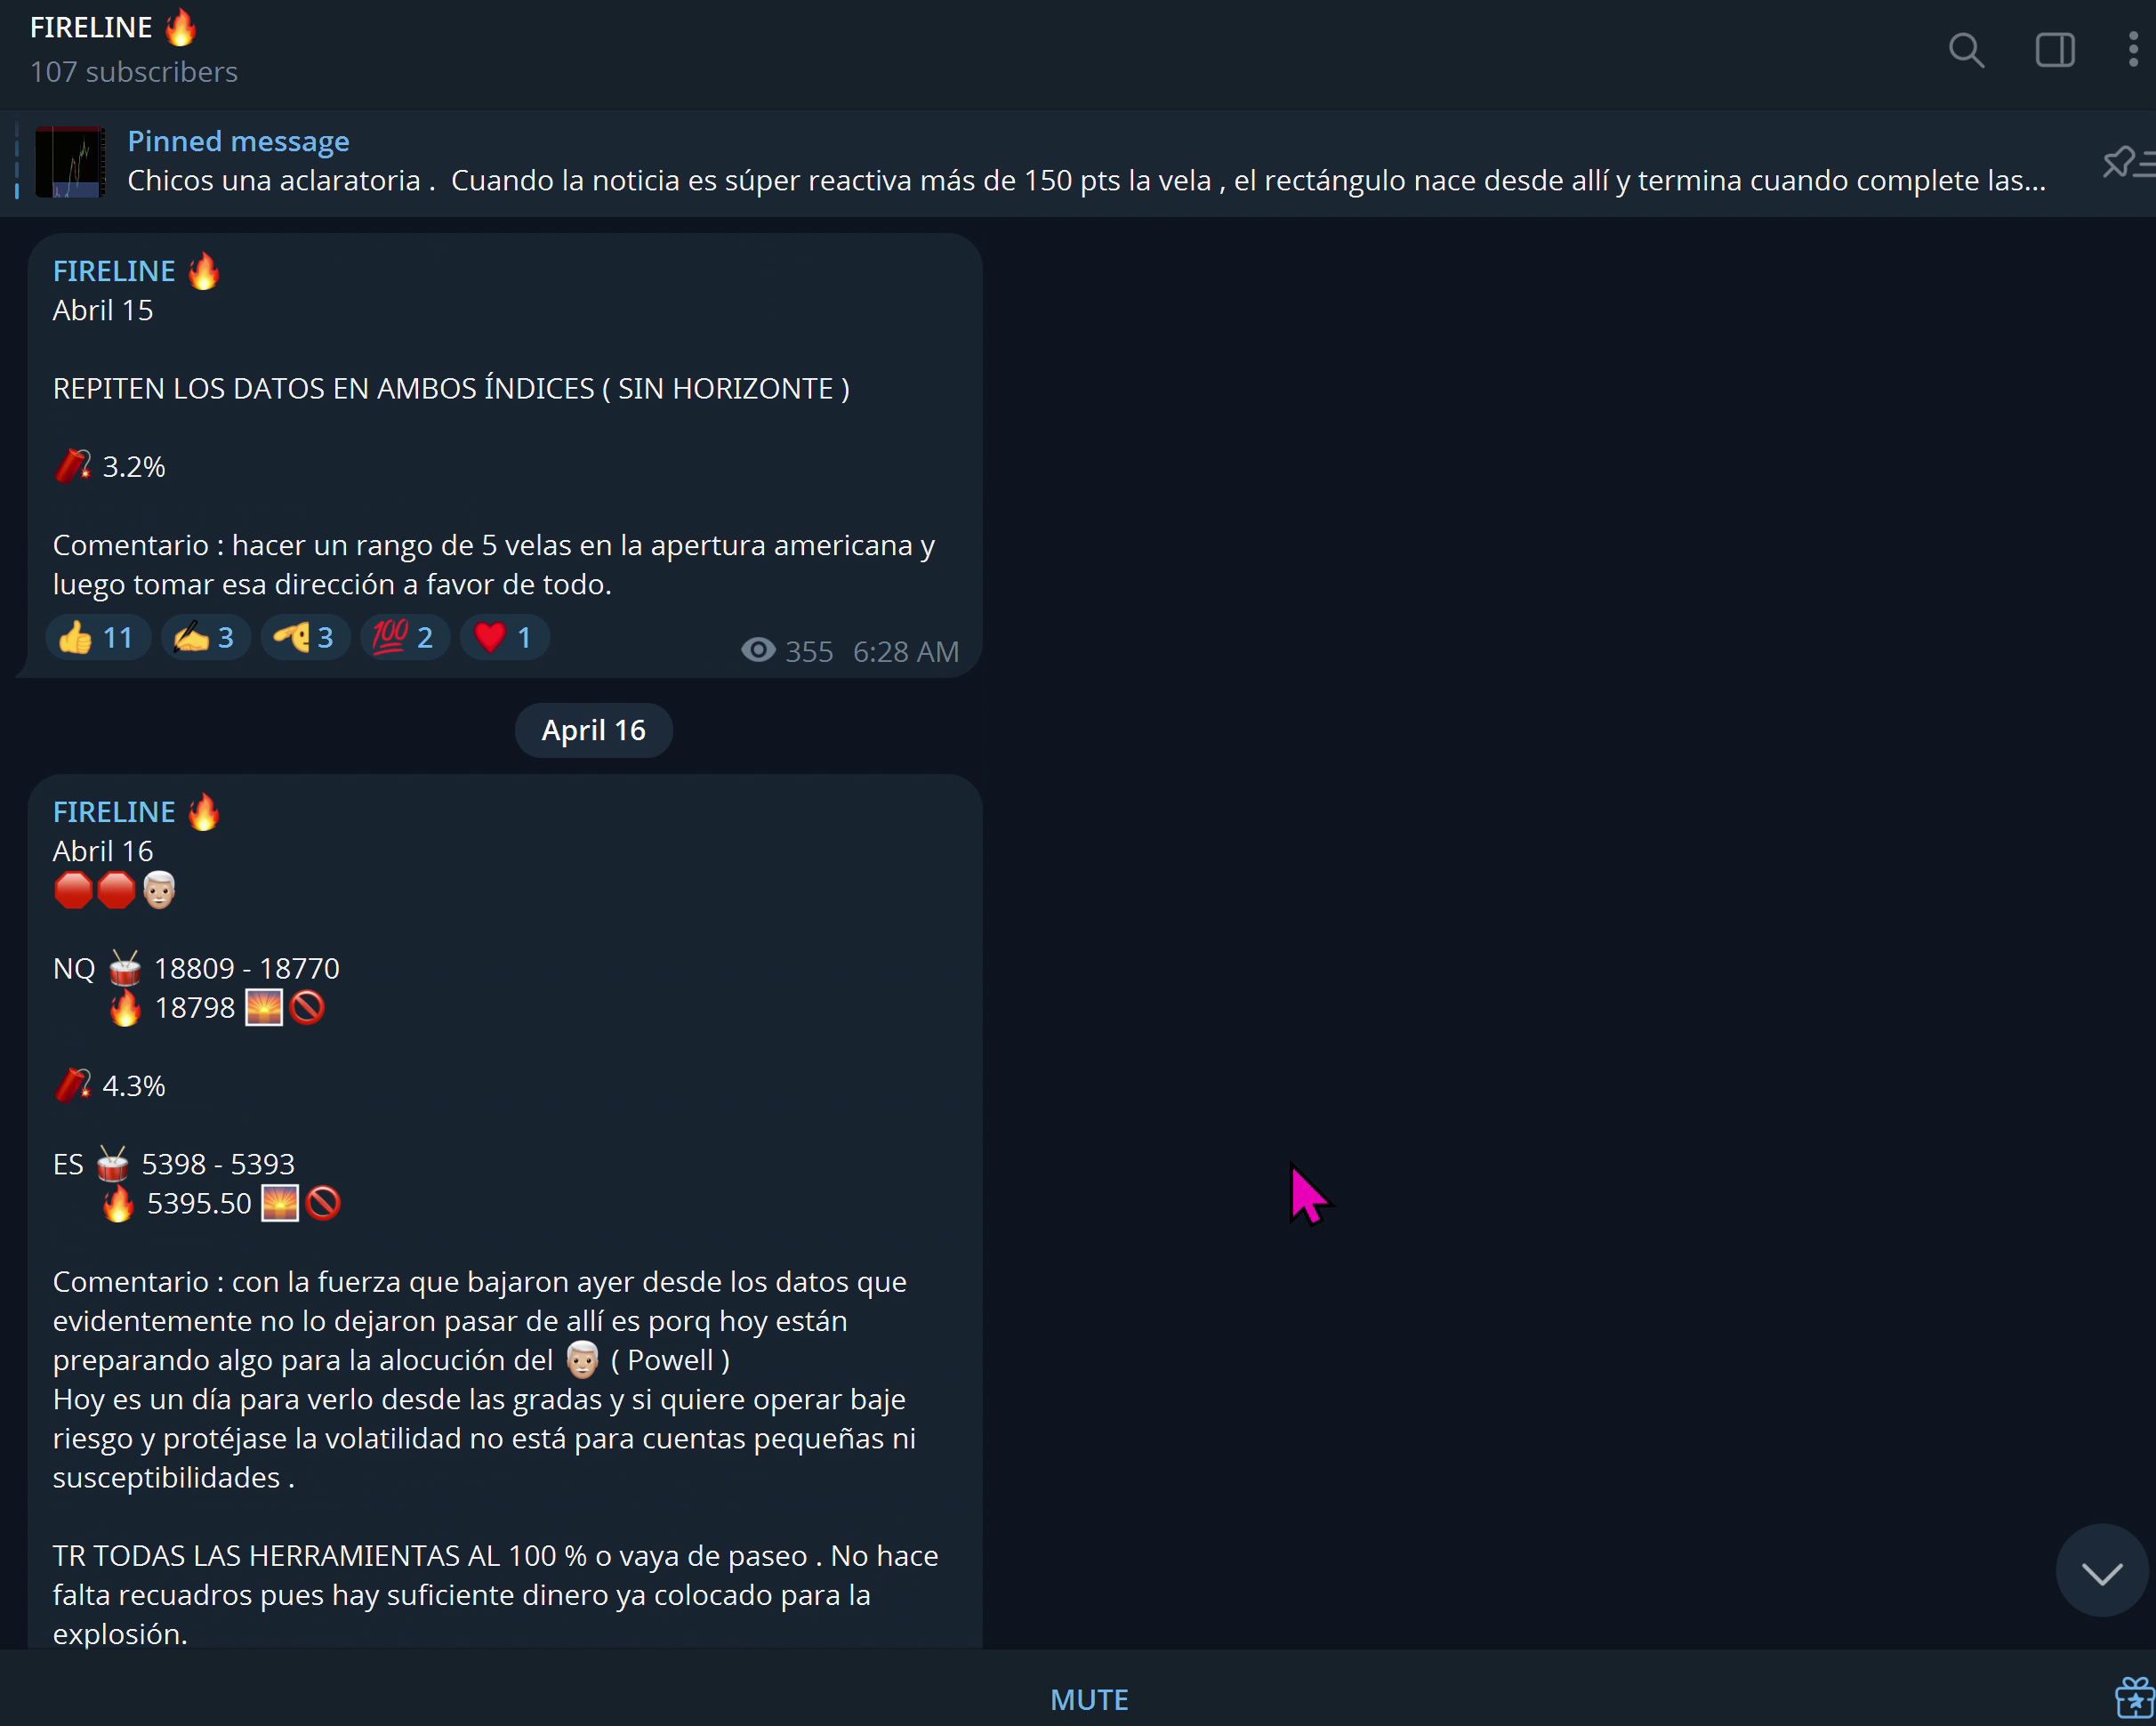 FIRELINE 🔥
107 subscribers
Pinned message
Chicos una aclaratoria .  Cuando la noticia es súper reactiva más de 150 pts la vela , el rectángulo nace desde allí y termina cuando complete las...
FIRELINE 🔥
Abril 15
REPITEN LOS DATOS EN AMBOS ÍNDICES ( SIN HORIZONTE )
🧨 3.2%
Comentario : hacer un rango de 5 velas en la apertura americana y
luego tomar esa dirección a favor de todo.
👍 11 ✍ 3 🫡 3 💯 2 ❤ 1 355 6:28 AM
April 16
FIRELINE 🔥
Abril 16
🛑🛑👨🏼‍🦳
NQ 🥁 18809 - 18770
🔥 18798 🌅🚫
🧨 4.3%
ES 🥁 5398 - 5393
🔥 5395.50 🌅🚫
Comentario : con la fuerza que bajaron ayer desde los datos que
evidentemente no lo dejaron pasar de allí es porq hoy están
preparando algo para la alocución del 👨🏼‍🦳 ( Powell )
Hoy es un día para verlo desde las gradas y si quiere operar baje
riesgo y protéjase la volatilidad no está para cuentas pequeñas ni
susceptibilidades .
TR TODAS LAS HERRAMIENTAS AL 100 % o vaya de paseo . No hace
falta recuadros pues hay suficiente dinero ya colocado para la
explosión.
MUTE